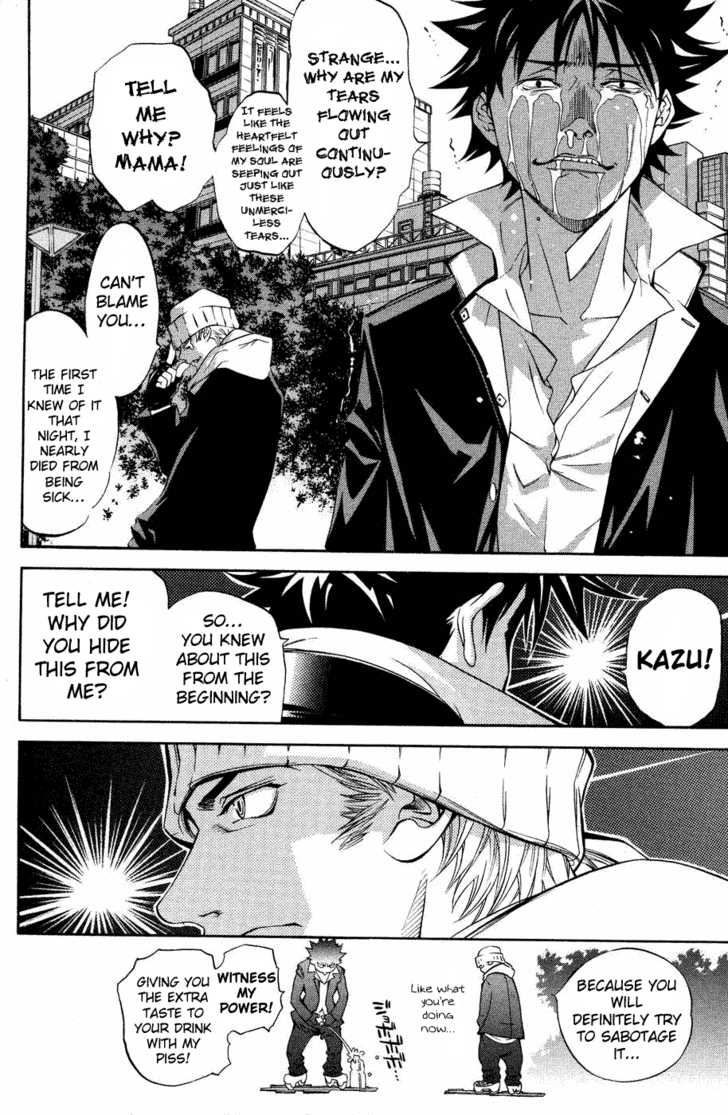 STRANGE...
WHY ARE MY
TEARS
FLOWING
OUT
CONTINU-
OUSLY?
IT FEELS
LIKE THE
HEARTFELT
FEELINGS OF
MY SOUL ARE
SEEPING OUT
JUST LIKE
THESE
UNMERCI-
LESS
TEARS...
TELL
ME
WHY?
MAMA!
CAN'T
BLAME
YOU...
THE FIRST
TIME I
KNEW OF IT
THAT
NIGHT, I
NEARLY
DIED FROM
BEING
SICK...
KAZU!
SO...
YOU KNEW
ABOUT THIS
FROM THE
BEGINNING?
TELL ME!
WHY DID
YOU HIDE
THIS FROM
ME?
BECAUSE YOU
WILL
DEFINITELY TRY
TO SABOTAGE
IT...
Like what
you're
doing
now...
WITNESS
MY
POWER!
GIVING YOU
THE EXTRA
TASTE TO
YOUR DRINK
WITH MY
PISS!